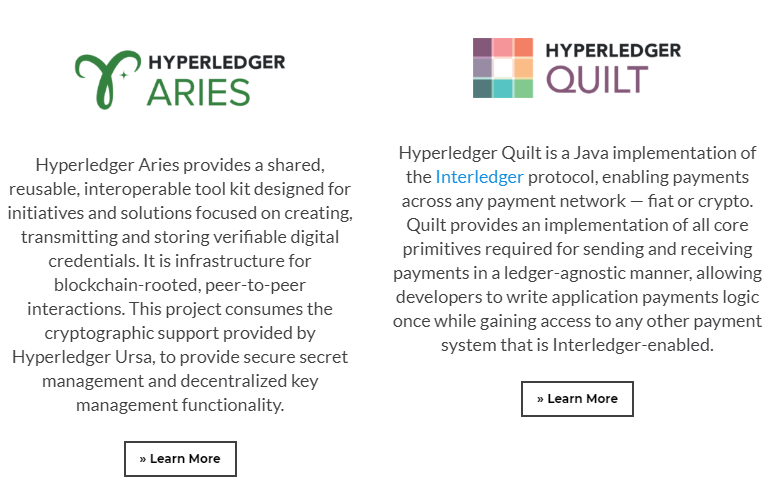 HYPERLEDGER
ARIES
Hyperledger Aries provides a shared,
reusable, interoperable tool kit designed for
initiatives and solutions focused on creating,
transmitting and storing verifiable digital
credentials. It is infrastructure for
blockchain-rooted, peer-to-peer
interactions. This project consumes the
cryptographic support provided by
Hyperledger Ursa, to provide secure secret
management and decentralized key
management functionality.
» Learn More
HYPERLEDGER
QUILT
Hyperledger Quilt is a Java implementation of
the Interledger protocol, enabling payments
across any payment network — fiat or crypto.
Quilt provides an implementation of all core
primitives required for sending and receiving
payments in a ledger-agnostic manner, allowing
developers to write application payments logic
once while gaining access to any other payment
system that is Interledger-enabled.
» Learn More